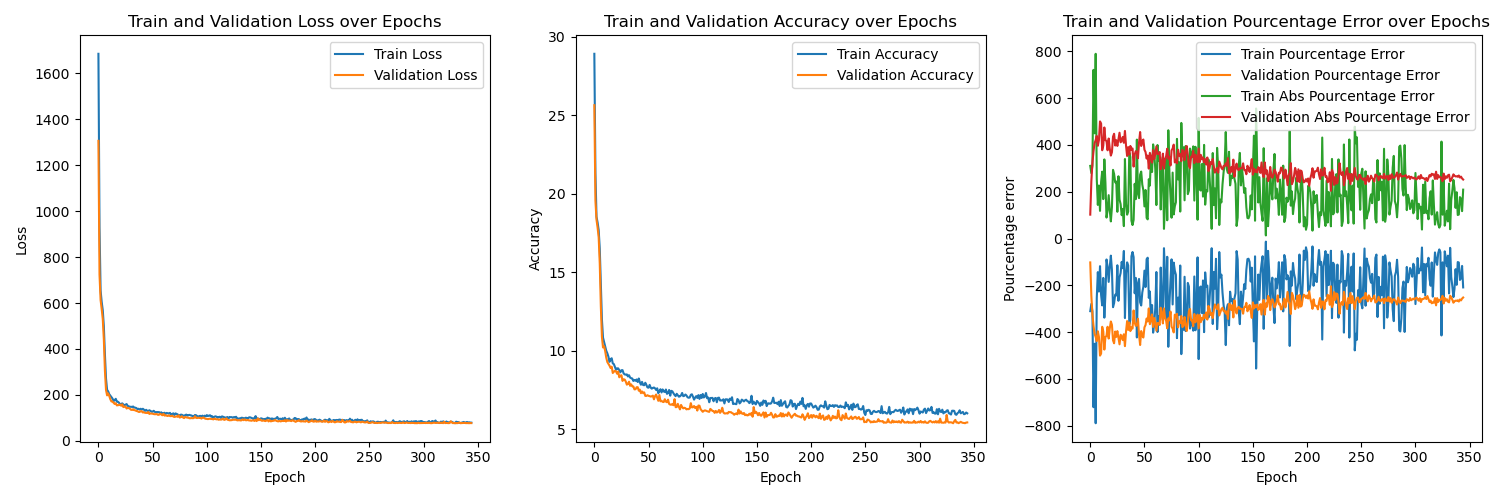 Train and Validation Loss over Epochs
Train Loss
Validation Loss
Loss
1600
1400
1200
1000
800
600
400
200
0
0 50 100 150 200 250 300 350
Epoch
Train and Validation Accuracy over Epochs
Train Accuracy
Validation Accuracy
Accuracy
30
25
20
15
10
5
0 50 100 150 200 250 300 350
Epoch
Train and Validation Pourcentage Error over Epochs
Train Pourcentage Error
Validation Pourcentage Error
Train Abs Pourcentage Error
Validation Abs Pourcentage Error
Pourcentage error
800
600
400
200
0
−200
−400
−600
−800
0 50 100 150 200 250 300 350
Epoch